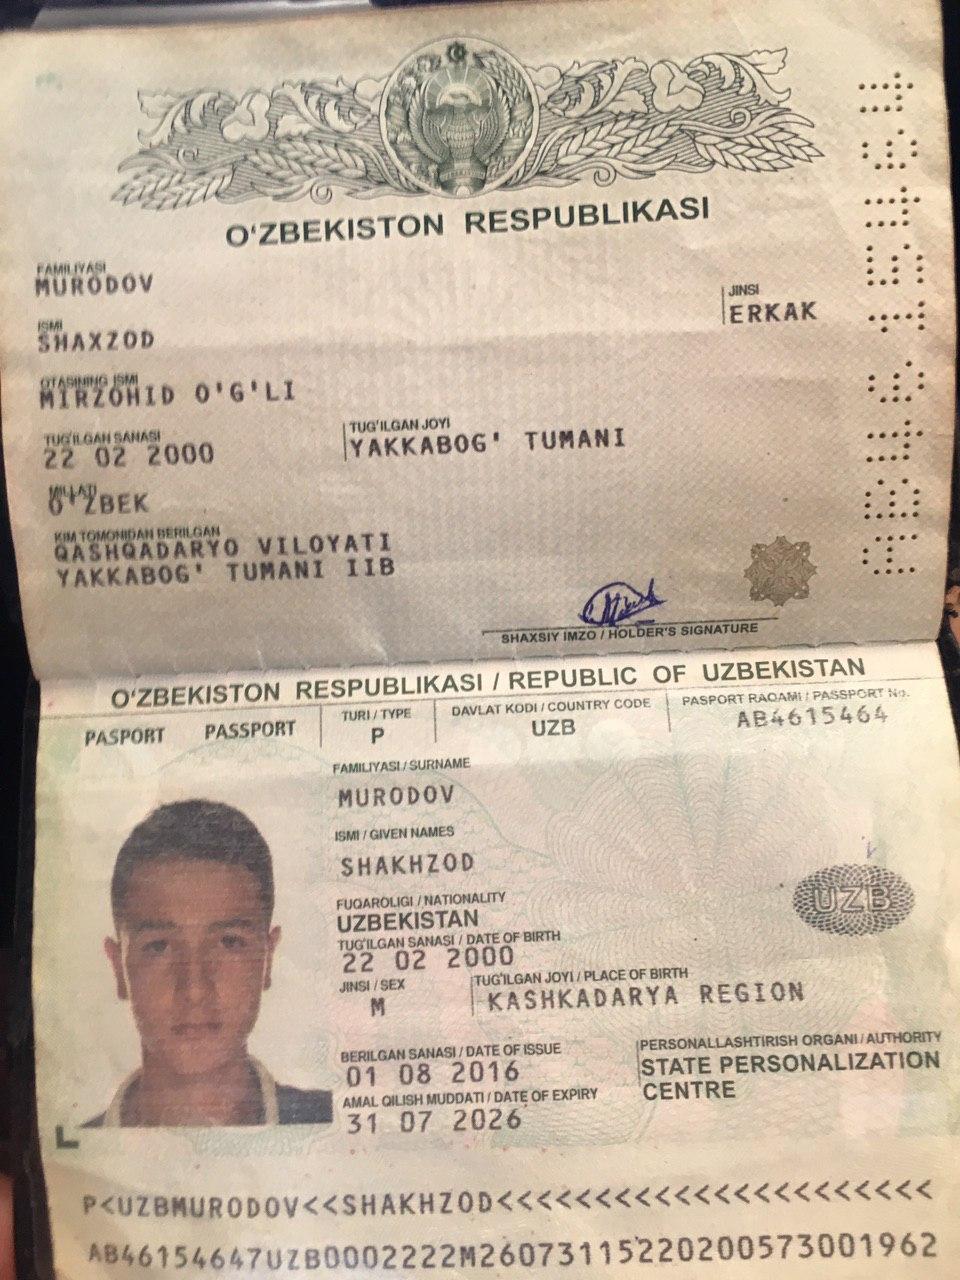 O'ZBEKISTON RESPUBLIKASI
FAMILIYASI
MURODOV
JINSI
ERKAK
ISMI
SHAXZOD
OTASINING ISMI
MIRZOHID O'G'LI
TUG'ILGAN SANASI
22 02 2000
TUG'ILGAN JOYI
YAKKABOG' TUMANI
MILLATI
O'ZBEK
KIM TOMONIDAN BERILGAN
QASHQADARYO VILOYATI
YAKKABOG' TUMANI IIB
SHAXSIY IMZO / HOLDER'S SIGNATURE
O'ZBEKISTON RESPUBLIKASI / REPUBLIC OF UZBEKISTAN
PASPORT PASSPORT
TURI / TYPE
P
DAVLAT KODI / COUNTRY CODE
UZB
PASPORT RAQAMI / PASSPORT No.
AB4615464
FAMILIYASI / SURNAME
MURODOV
ISMI / GIVEN NAMES
SHAKHZOD
FUQAROLIGI / NATIONALITY
UZBEKISTAN
UZB
TUG'ILGAN SANASI / DATE OF BIRTH
22 02 2000
JINSI / SEX
M
TUG'ILGAN JOYI / PLACE OF BIRTH
KASHKADARYA REGION
BERILGAN SANASI / DATE OF ISSUE
01 08 2016
PERSONALLASHTIRISH ORGANI / AUTHORITY
STATE PERSONALIZATION
CENTRE
AMAL QILISH MUDDATI / DATE OF EXPIRY
31 07 2026
P<UZBMURODOV<<SHAKHZOD<<<<<<<<<<<<<<<<<<<<<<
AB46154647UZB0002222M26073115220200573001962